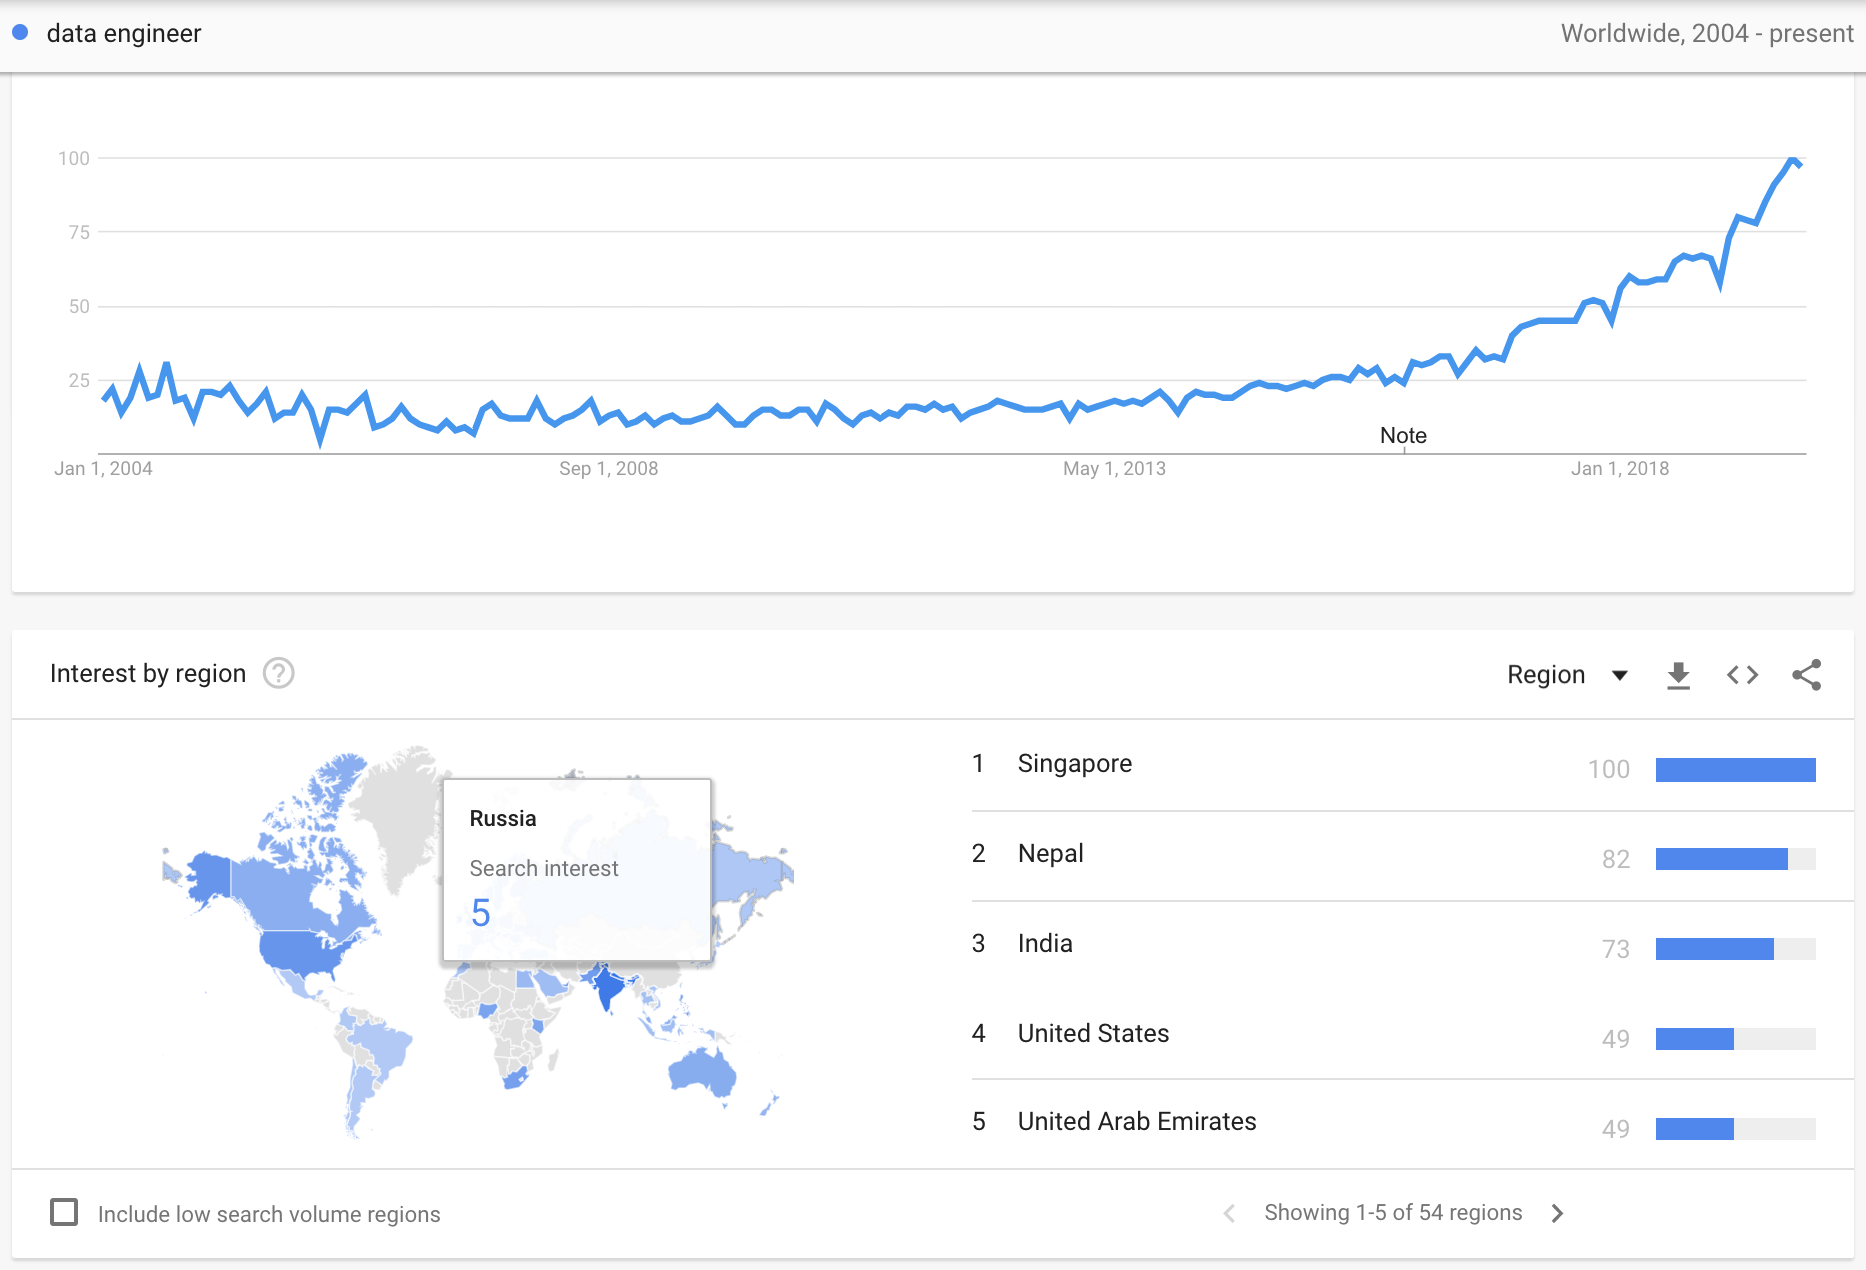 data engineer
Worldwide, 2004 - present
100
75
50
25
Note
Jan 1, 2004
Sep 1, 2008
May 1, 2013
Jan 1, 2018
Interest by region
?
Region
Russia
Search interest
5
1 Singapore 100
2 Nepal 82
3 India 73
4 United States 49
5 United Arab Emirates 49
Include low search volume regions
Showing 1-5 of 54 regions